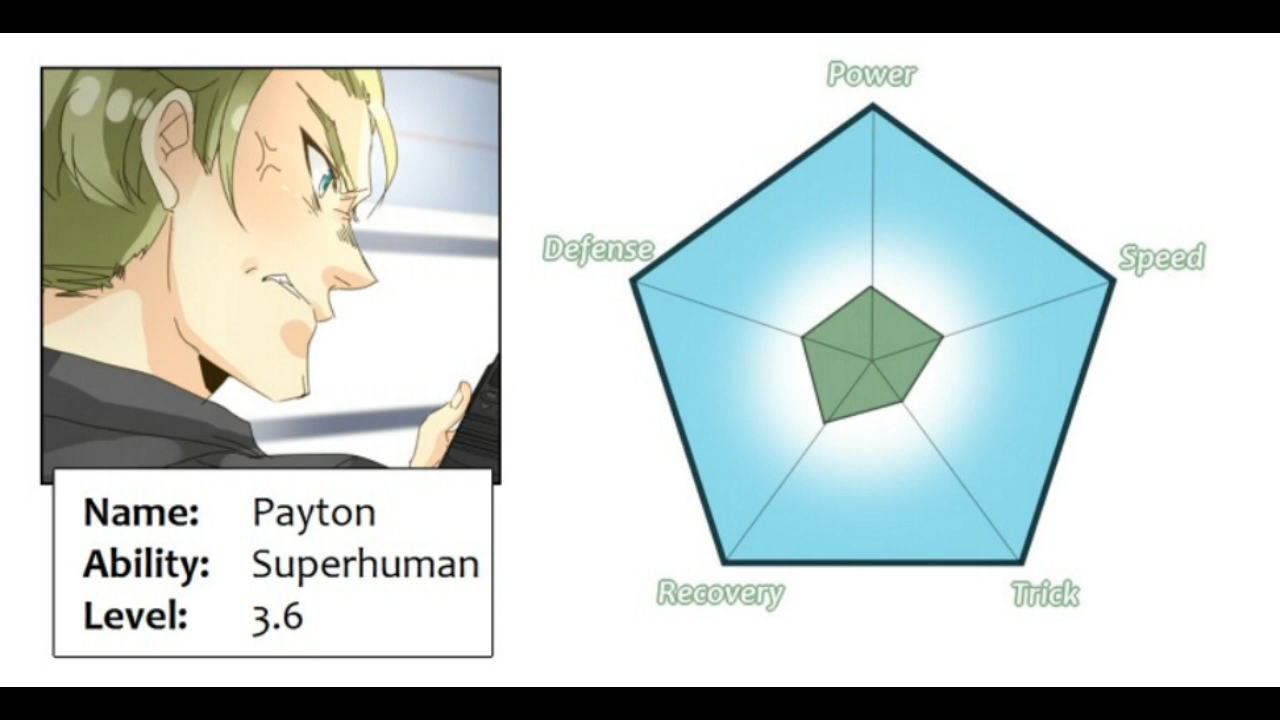 Name: Payton
Ability: Superhuman
Level: 3.6
Power
Defense
Speed
Recovery
Trick